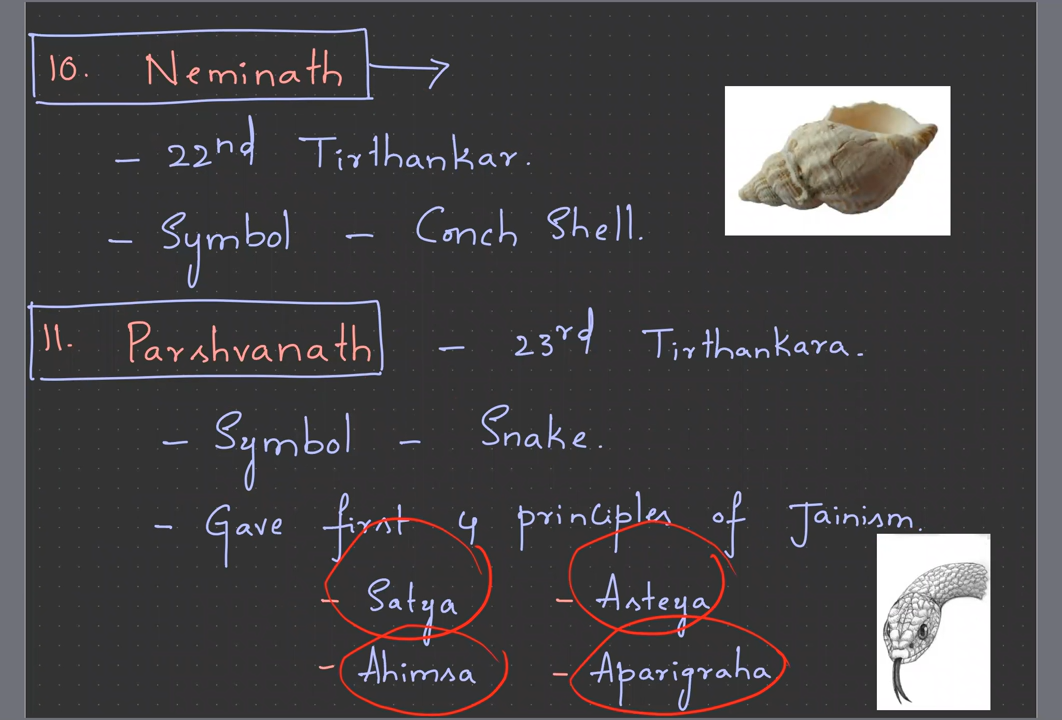 10. Neminath →
- 22nd Tirthankar.
- Symbol - Conch Shell.
11. Parshvanath - 23rd Tirthankara.
- Symbol - Snake.
- Gave first 4 principles of Jainism.
- Satya - Asteya
- Ahimsa - Aparigraha